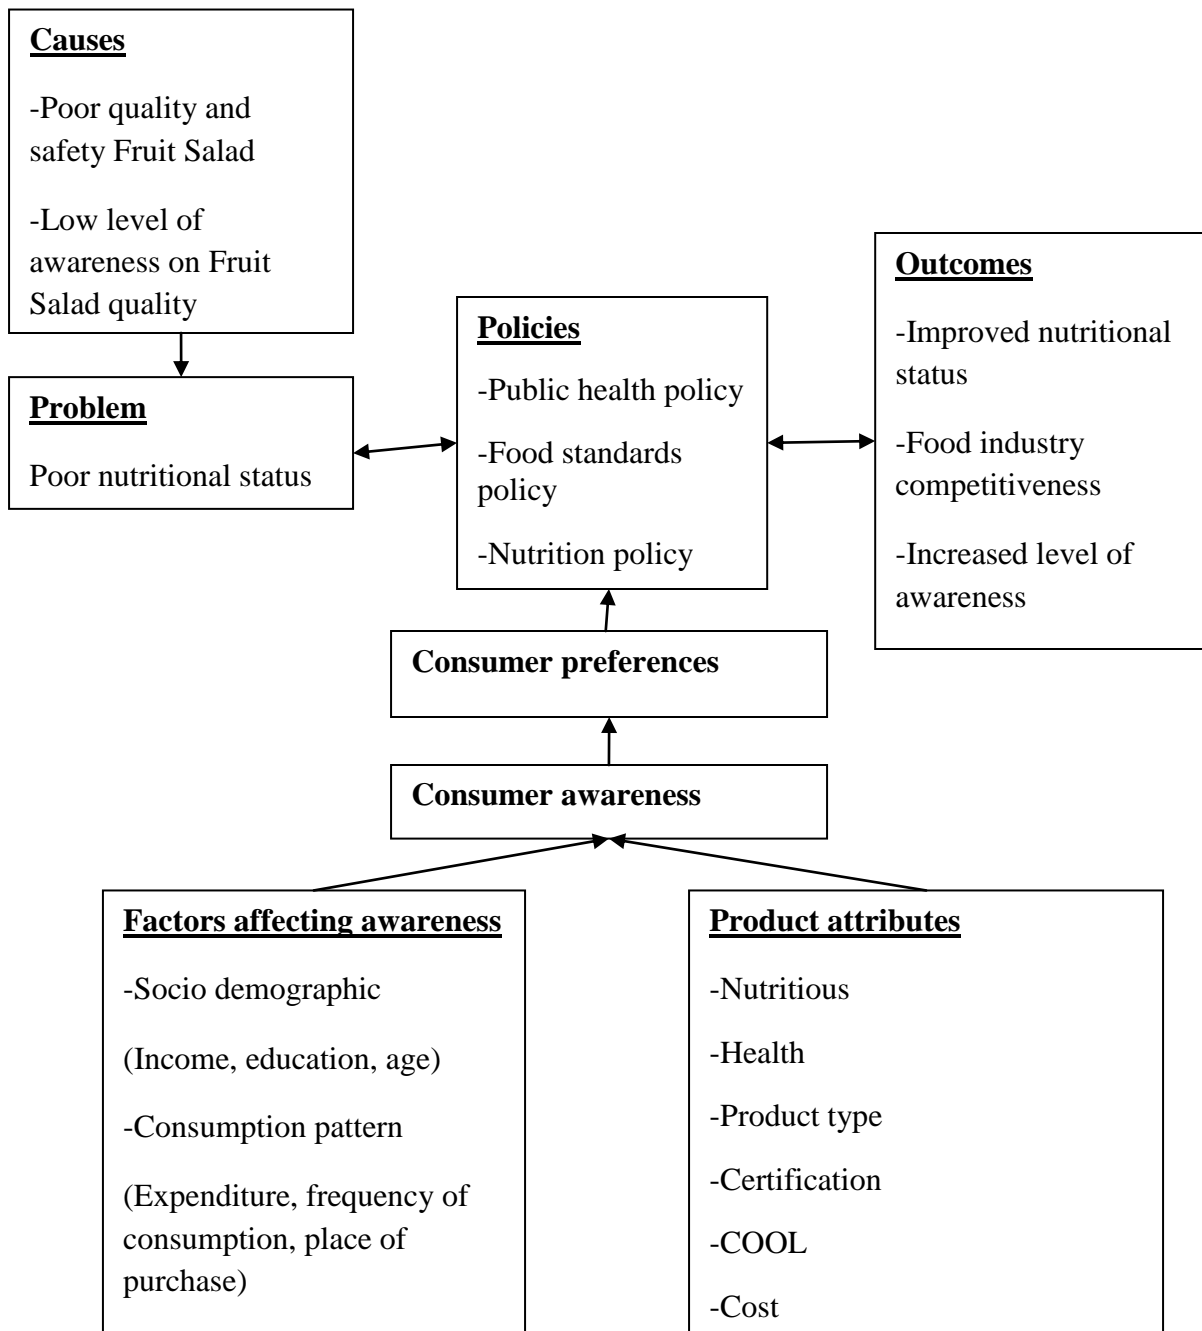 Causes
-Poor quality and
safety Fruit Salad
-Low level of
awareness on Fruit
Salad quality
Problem
Poor nutritional status
Policies
-Public health policy
-Food standards
policy
-Nutrition policy
Outcomes
-Improved nutritional
status
-Food industry
competitiveness
-Increased level of
awareness
Consumer preferences
Consumer awareness
Factors affecting awareness
-Socio demographic
(Income, education, age)
-Consumption pattern
(Expenditure, frequency of
consumption, place of
purchase)
Product attributes
-Nutritious
-Health
-Product type
-Certification
-COOL
-Cost